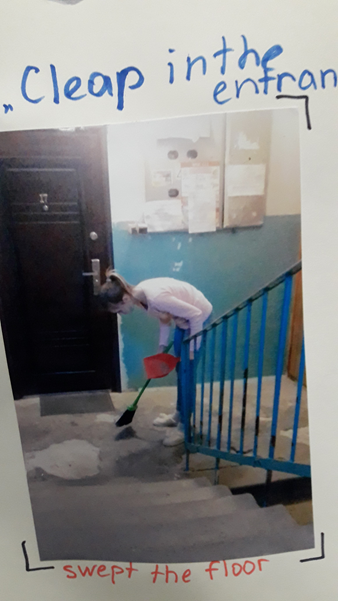 „Cleap in the
entran
swept the floor